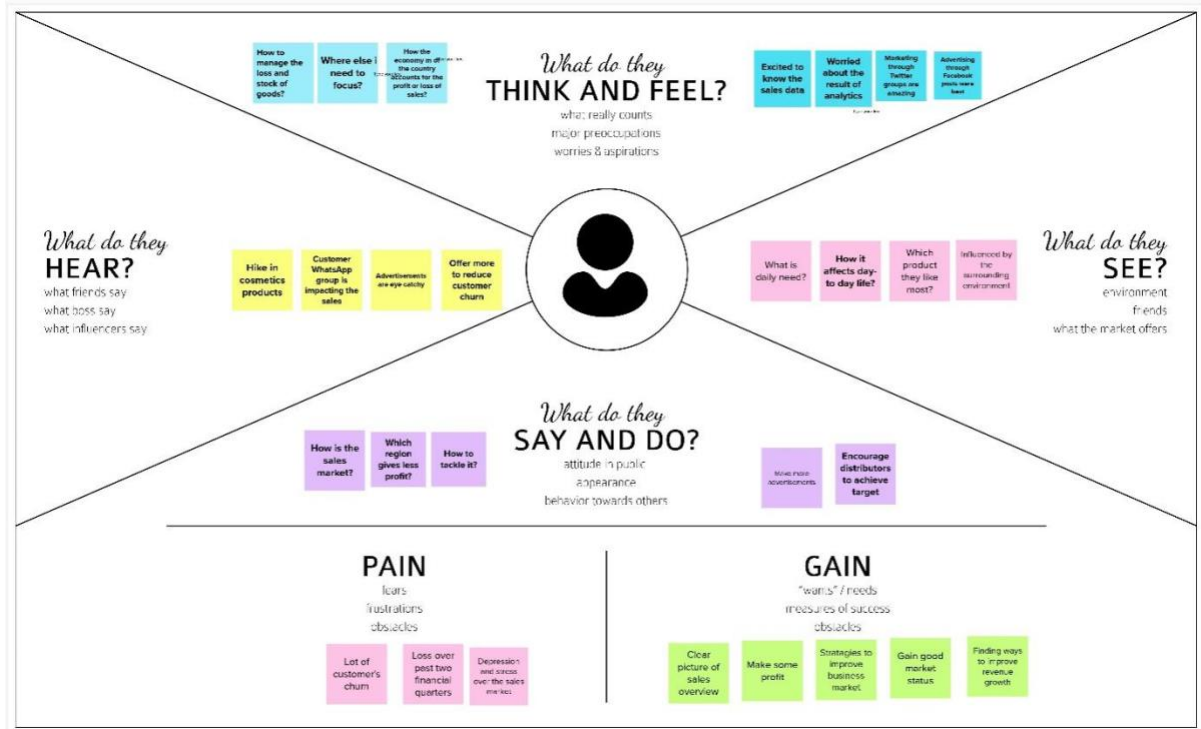 How to
manage the
loss and
stock of
goods?
Where else i
need to
focus?
How the
economy in of
the country
accounts for the
profit or loss of
sales?
What do they
THINK AND FEEL?
what really counts
major preoccupations
worries & aspirations
Excited to
know the
sales data
Worried
about the
result of
analytics
Marketing
through
Twitter
groups are
amazing
Advertising
through
Facebook
posts were
best
What do they
HEAR?
what friends say
what boss say
what influencers say
Hike in
cosmetics
products
Customer
WhatsApp
group is
impacting the
sales
Advertisements
are eye catchy
Offer more
to reduce
customer
churn
What is
daily need?
How it
affects day-
to day life?
Which
product
they like
most?
Influenced by
the
surrounding
environment
What do they
SEE?
environment
friends
what the market offers
What do they
SAY AND DO?
attitude in public
appearance
behavior towards others
How is the
sales
market?
Which
region
gives less
profit?
How to
tackle it?
Make more
advertisements
Encourage
distributors
to achieve
target
PAIN
fears
frustrations
obstacles
Lot of
customer's
churn
Loss over
past two
financial
quarters
Depression
and stress
over the sales
market
GAIN
"wants" / needs
measures of success
obstacles
Clear
picture of
sales
overview
Make some
profit
Strategies to
improve
business
market
Gain good
market
status
Finding ways
to improve
revenue
growth